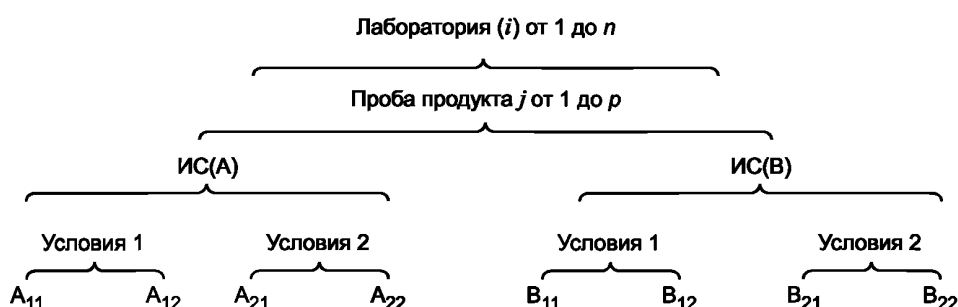 Лаборатория (i) от 1 до n
Проба продукта j от 1 до p
ИС(А) ИС(В)
Условия 1 Условия 2 Условия 1 Условия 2
A₁₁ A₁₂ A₂₁ A₂₂ B₁₁ B₁₂ B₂₁ B₂₂